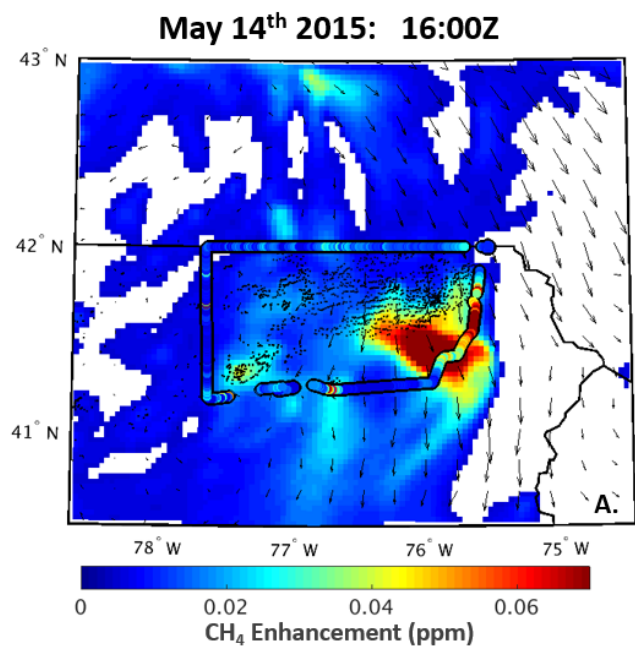 May 14th 2015: 16:00Z
43° N
42° N
41° N
A.
78° W
77° W
76° W
75° W
0
0.02
0.04
0.06
CH4 Enhancement (ppm)